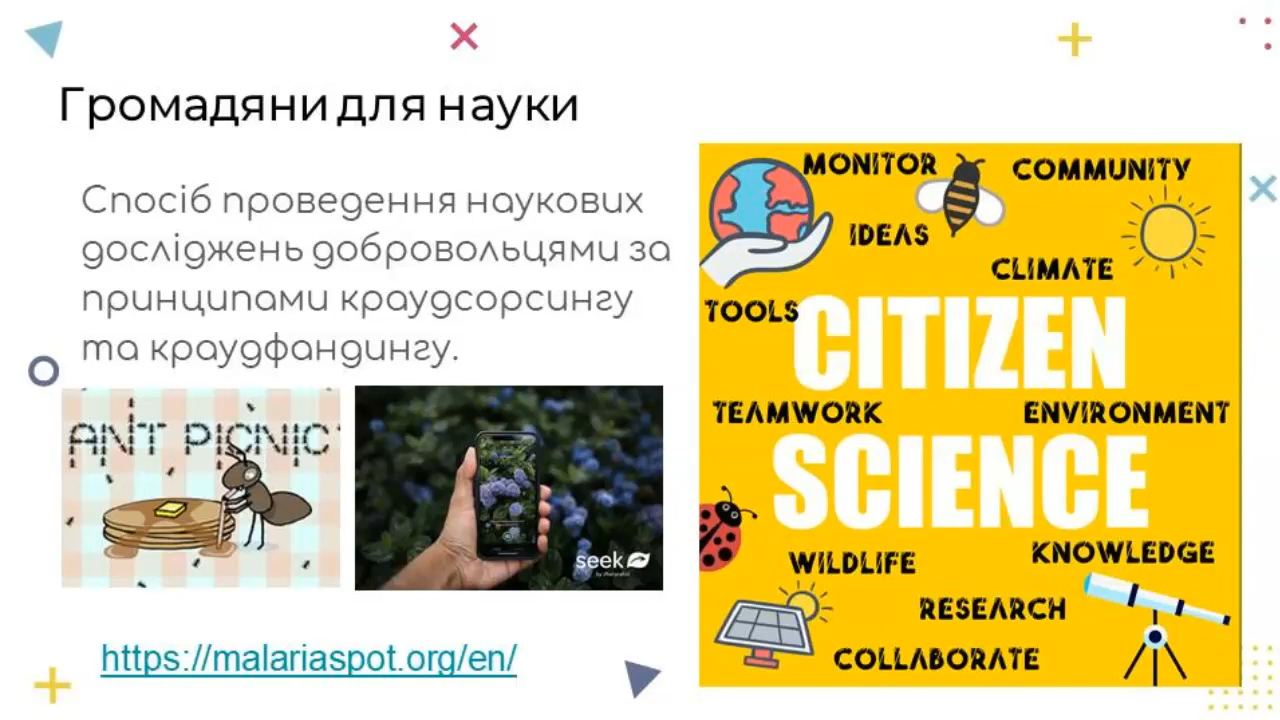 Громадяни для науки
Спосіб проведення наукових
досліджень добровольцями за
принципами краудсорсингу
та краудфандингу.
ANT PICNIC
seek
https://malariaspot.org/en/
MONITOR
COMMUNITY
IDEAS
CLIMATE
TOOLS
CITIZEN
TEAMWORK
ENVIRONMENT
SCIENCE
WILDLIFE
KNOWLEDGE
RESEARCH
COLLABORATE